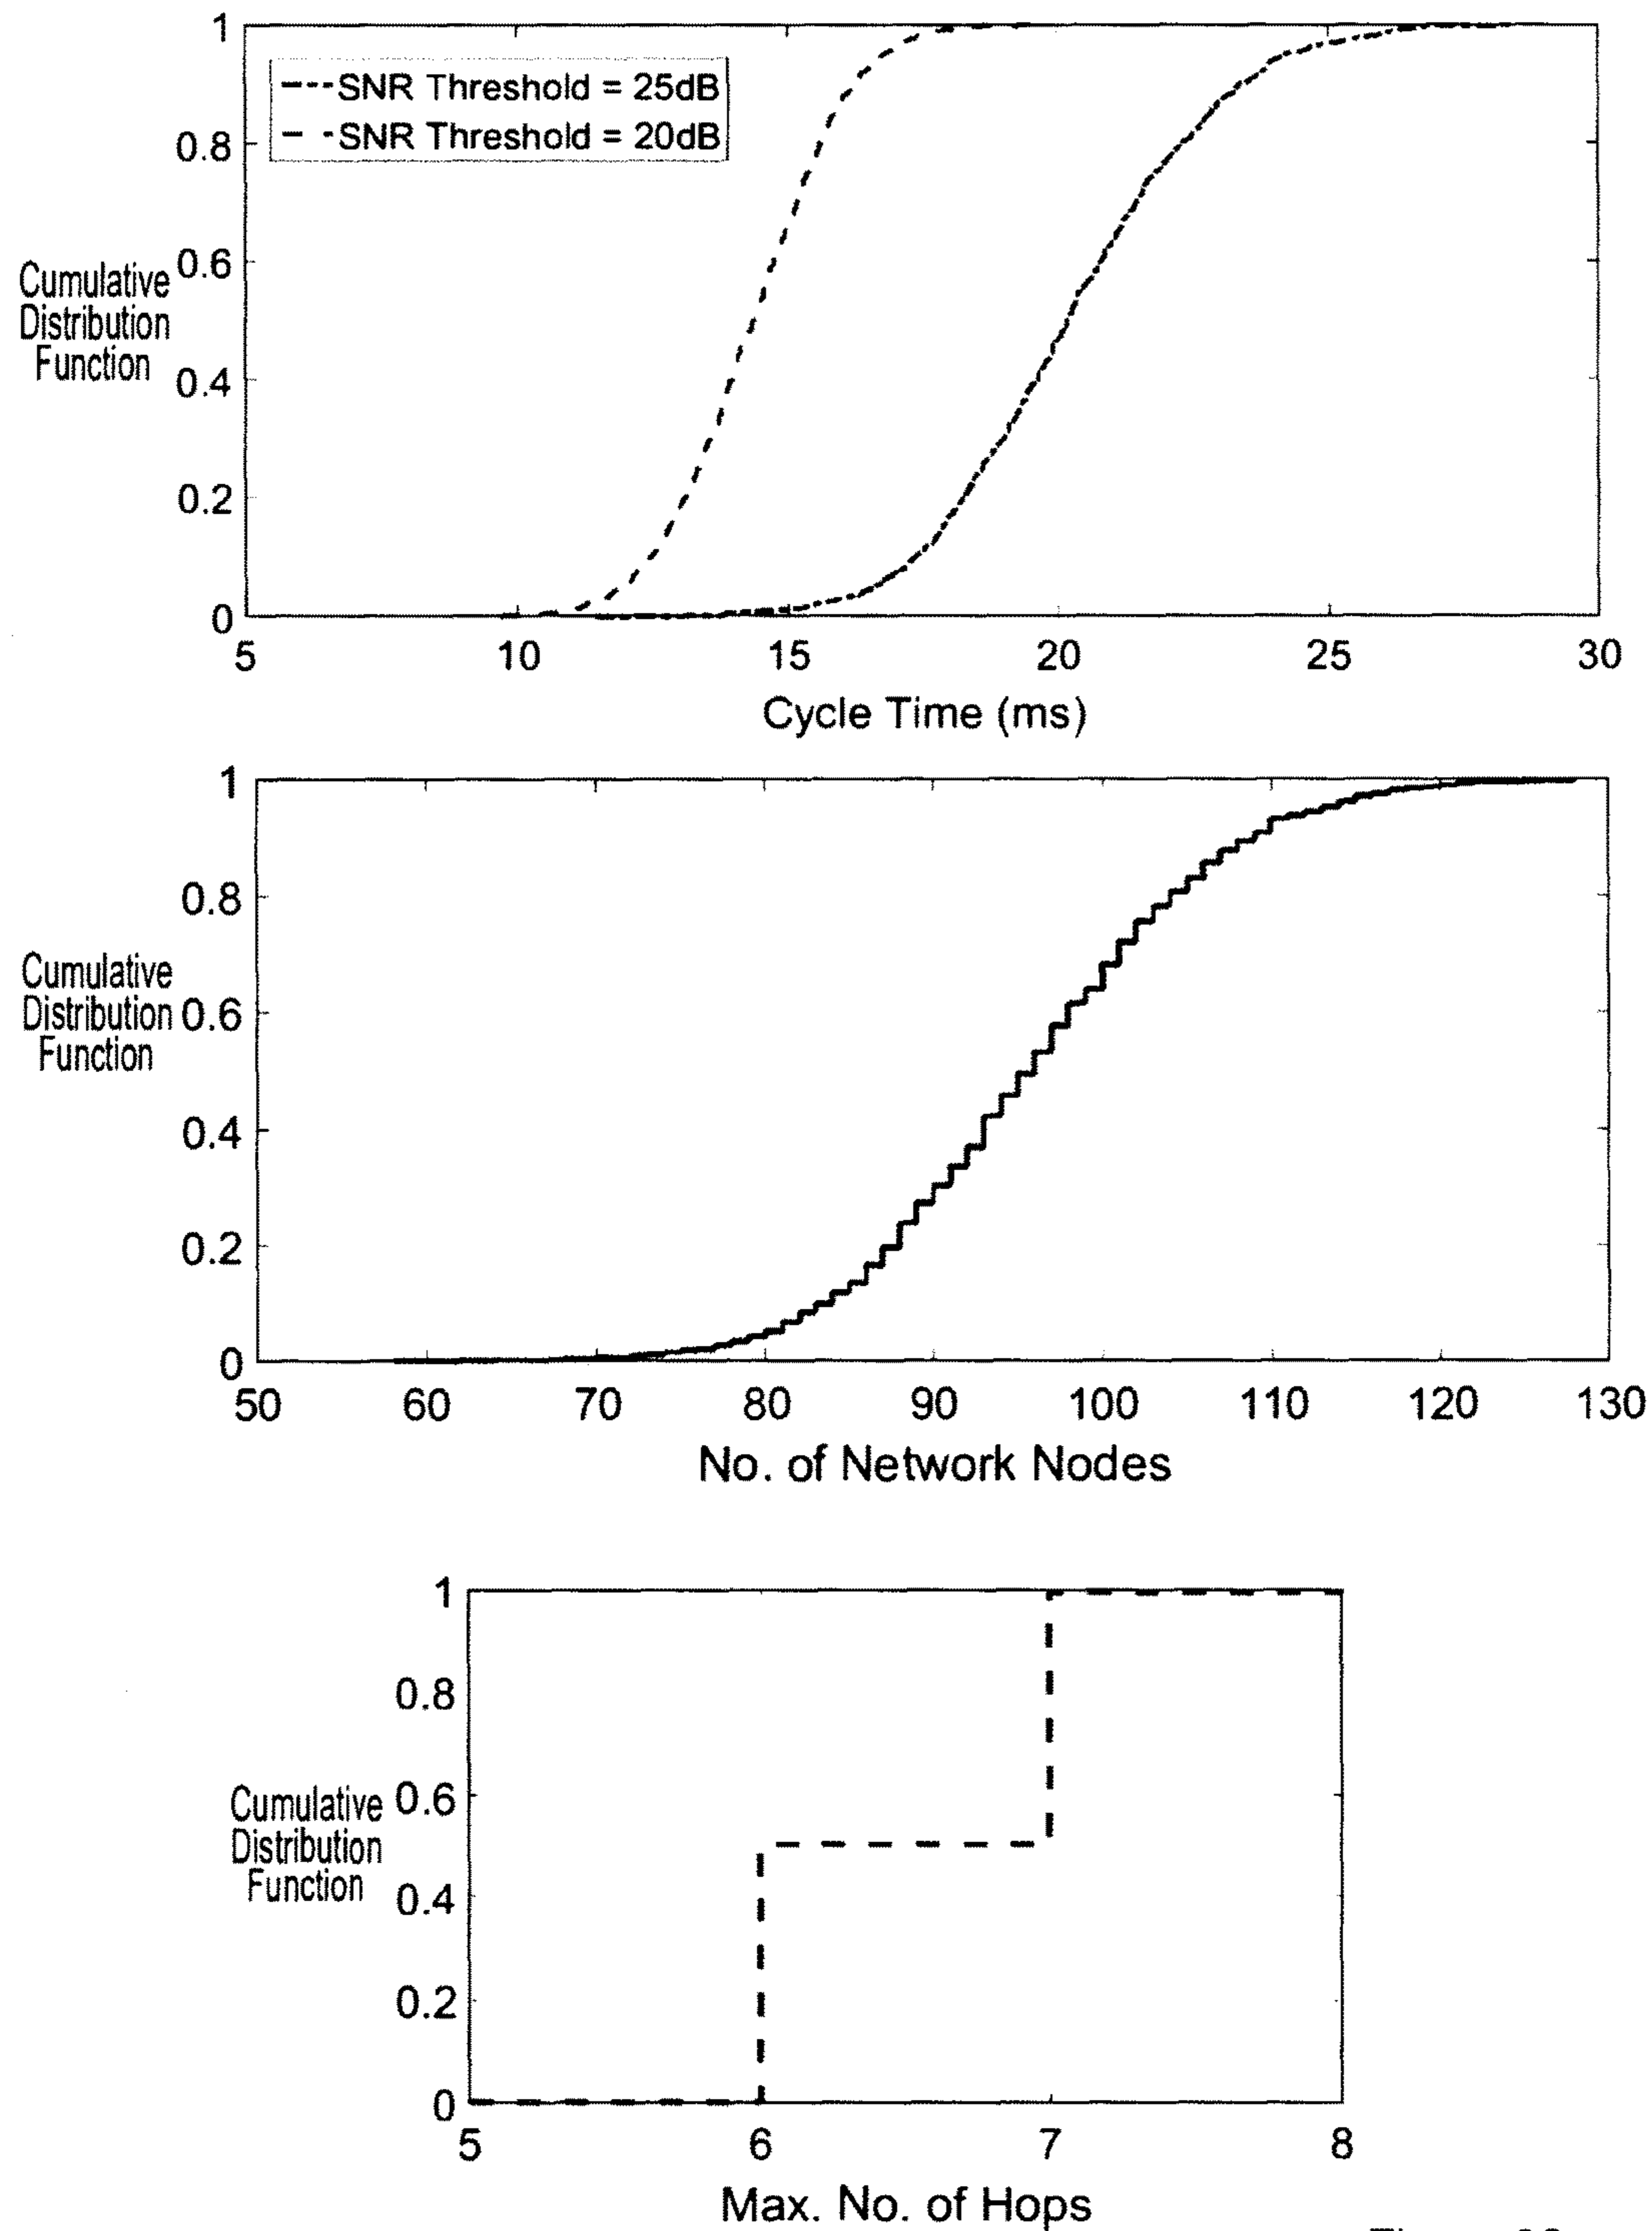 1
0.8
0.6
0.4
0.2
0
SNR Threshold = 25dB
SNR Threshold = 20dB
Cumulative
Distribution
Function
5 10 15 20 25 30
Cycle Time (ms)
1
0.8
0.6
0.4
0.2
0
Cumulative
Distribution
Function
50 60 70 80 90 100 110 120 130
No. of Network Nodes
1
0.8
0.6
0.4
0.2
0
Cumulative
Distribution
Function
5 6 7 8
Max. No. of Hops